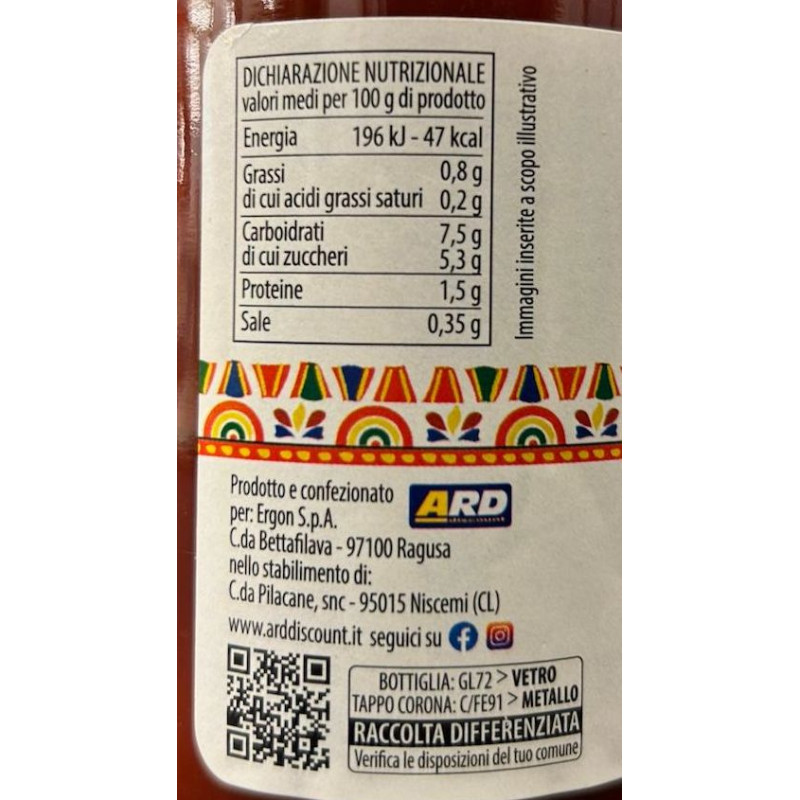 DICHIARAZIONE NUTRIZIONALE
valori medi per 100 g di prodotto
Energia 196 kJ - 47 kcal
Grassi 0,8 g
di cui acidi grassi saturi 0,2 g
Carboidrati 7,5 g
di cui zuccheri 5,3 g
Proteine 1,5 g
Sale 0,35 g
Immagini inserite a scopo illustrativo
Prodotto e confezionato
per: Ergon S.p.A.
C.da Bettafilava - 97100 Ragusa
nello stabilimento di:
C.da Pilacane, snc - 95015 Niscemi (CL)
www.arddiscount.it seguici su
ARD
discount
BOTTIGLIA: GL72 > VETRO
TAPPO CORONA: C/FE91 > METALLO
RACCOLTA DIFFERENZIATA
Verifica le disposizioni del tuo comune